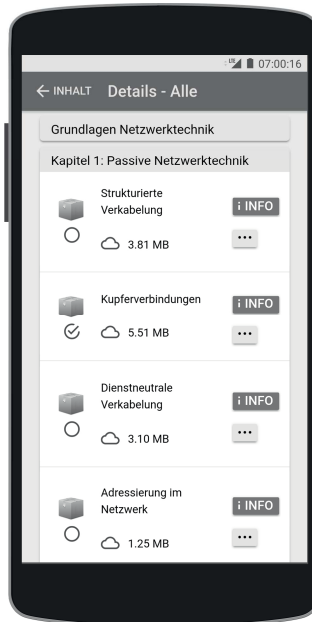 LTE 07:00:16
← INHALT Details - Alle
Grundlagen Netzwerktechnik
Kapitel 1: Passive Netzwerktechnik
Strukturierte
Verkabelung
i INFO
3.81 MB
...
Kupferverbindungen
i INFO
5.51 MB
...
Dienstneutrale
Verkabelung
i INFO
3.10 MB
...
Adressierung im
Netzwerk
i INFO
1.25 MB
...